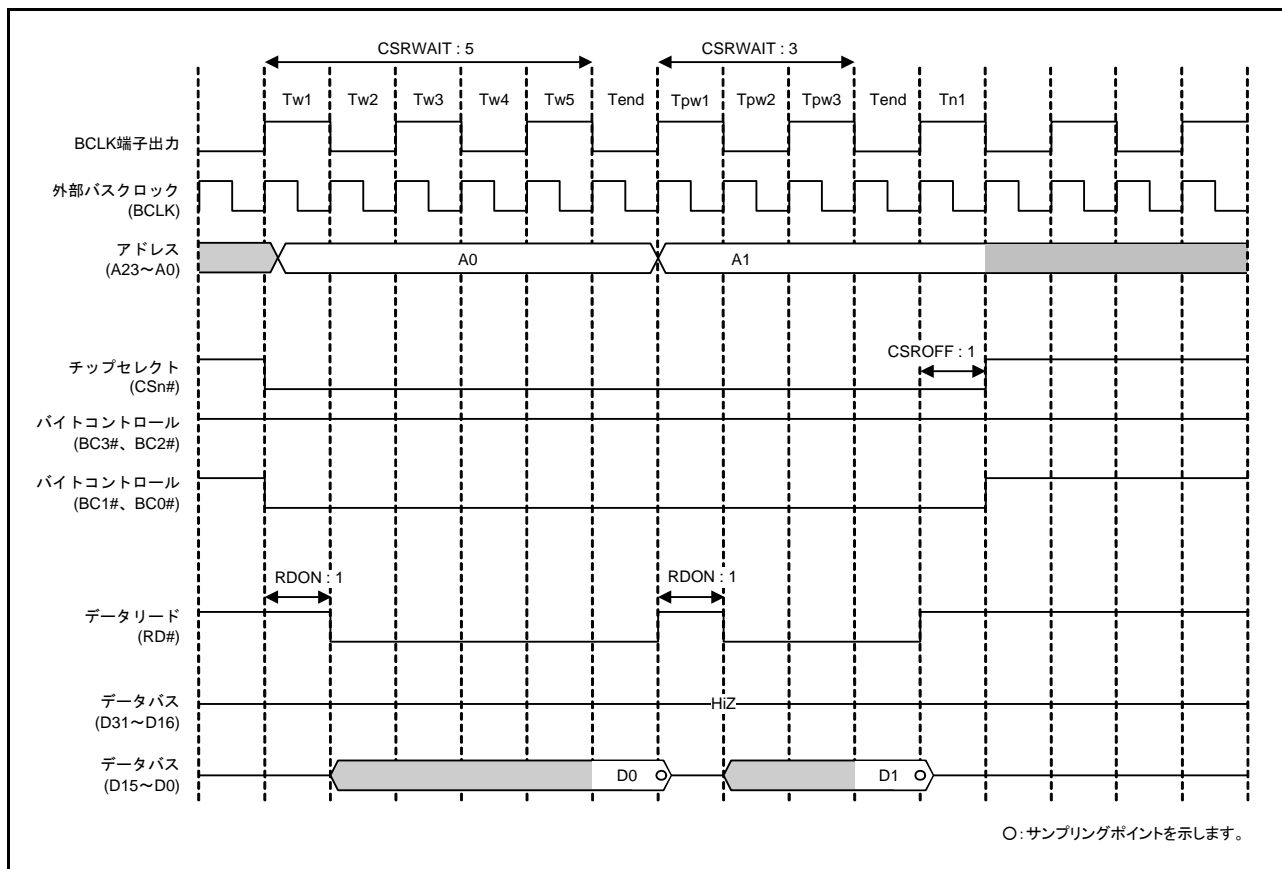 CSRWAIT : 5
CSRWAIT : 3
Tw1 Tw2 Tw3 Tw4 Tw5 Tend Tpw1 Tpw2 Tpw3 Tend Tn1
BCLK端子出力
外部バスクロック
(BCLK)
アドレス
(A23～A0)
A0
A1
チップセレクト
(CSn#)
CSROFF : 1
バイトコントロール
(BC3#、BC2#)
バイトコントロール
(BC1#、BC0#)
RDON : 1
RDON : 1
データリード
(RD#)
データバス
(D31～D16)
HiZ
データバス
(D15～D0)
D0
D1
○：サンプリングポイントを示します。